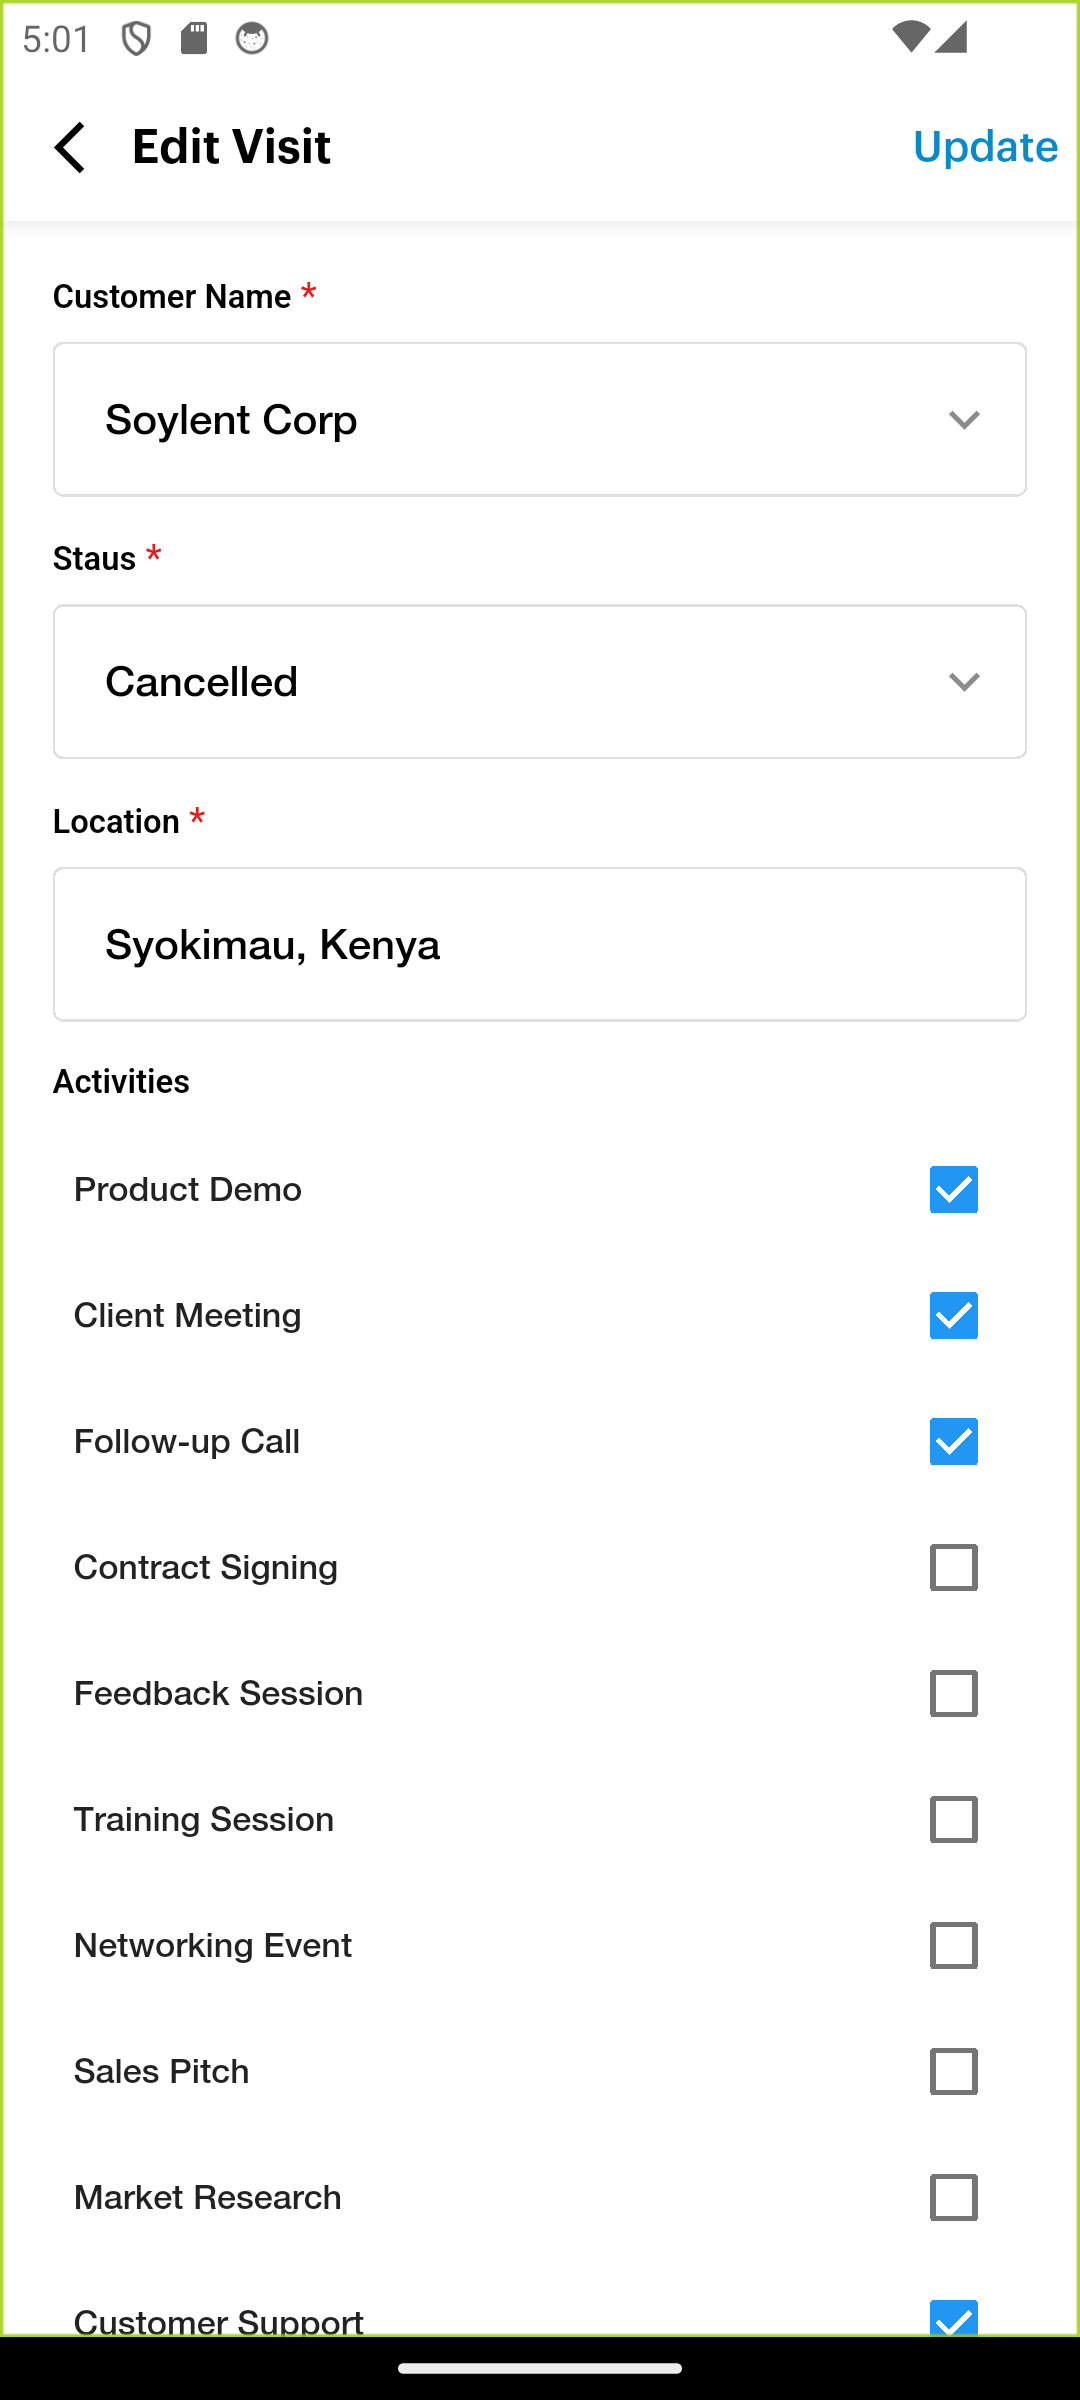 5:01
Edit Visit
Update
Customer Name *
Soylent Corp
Staus *
Cancelled
Location *
Syokimau, Kenya
Activities
Product Demo
Client Meeting
Follow-up Call
Contract Signing
Feedback Session
Training Session
Networking Event
Sales Pitch
Market Research
Customer Support